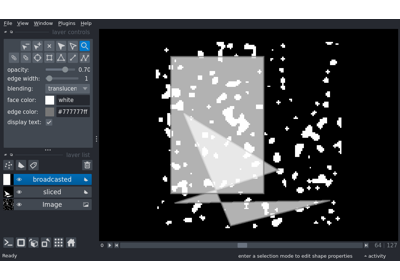 File View Window Plugins Help
layer controls
opacity: 0.70
edge width: 1
blending: translucen
face color: white
edge color: #777777ff
display text:
layer list
broadcasted
sliced
Image
0 64 127
Ready enter a selection mode to edit shape properties activity